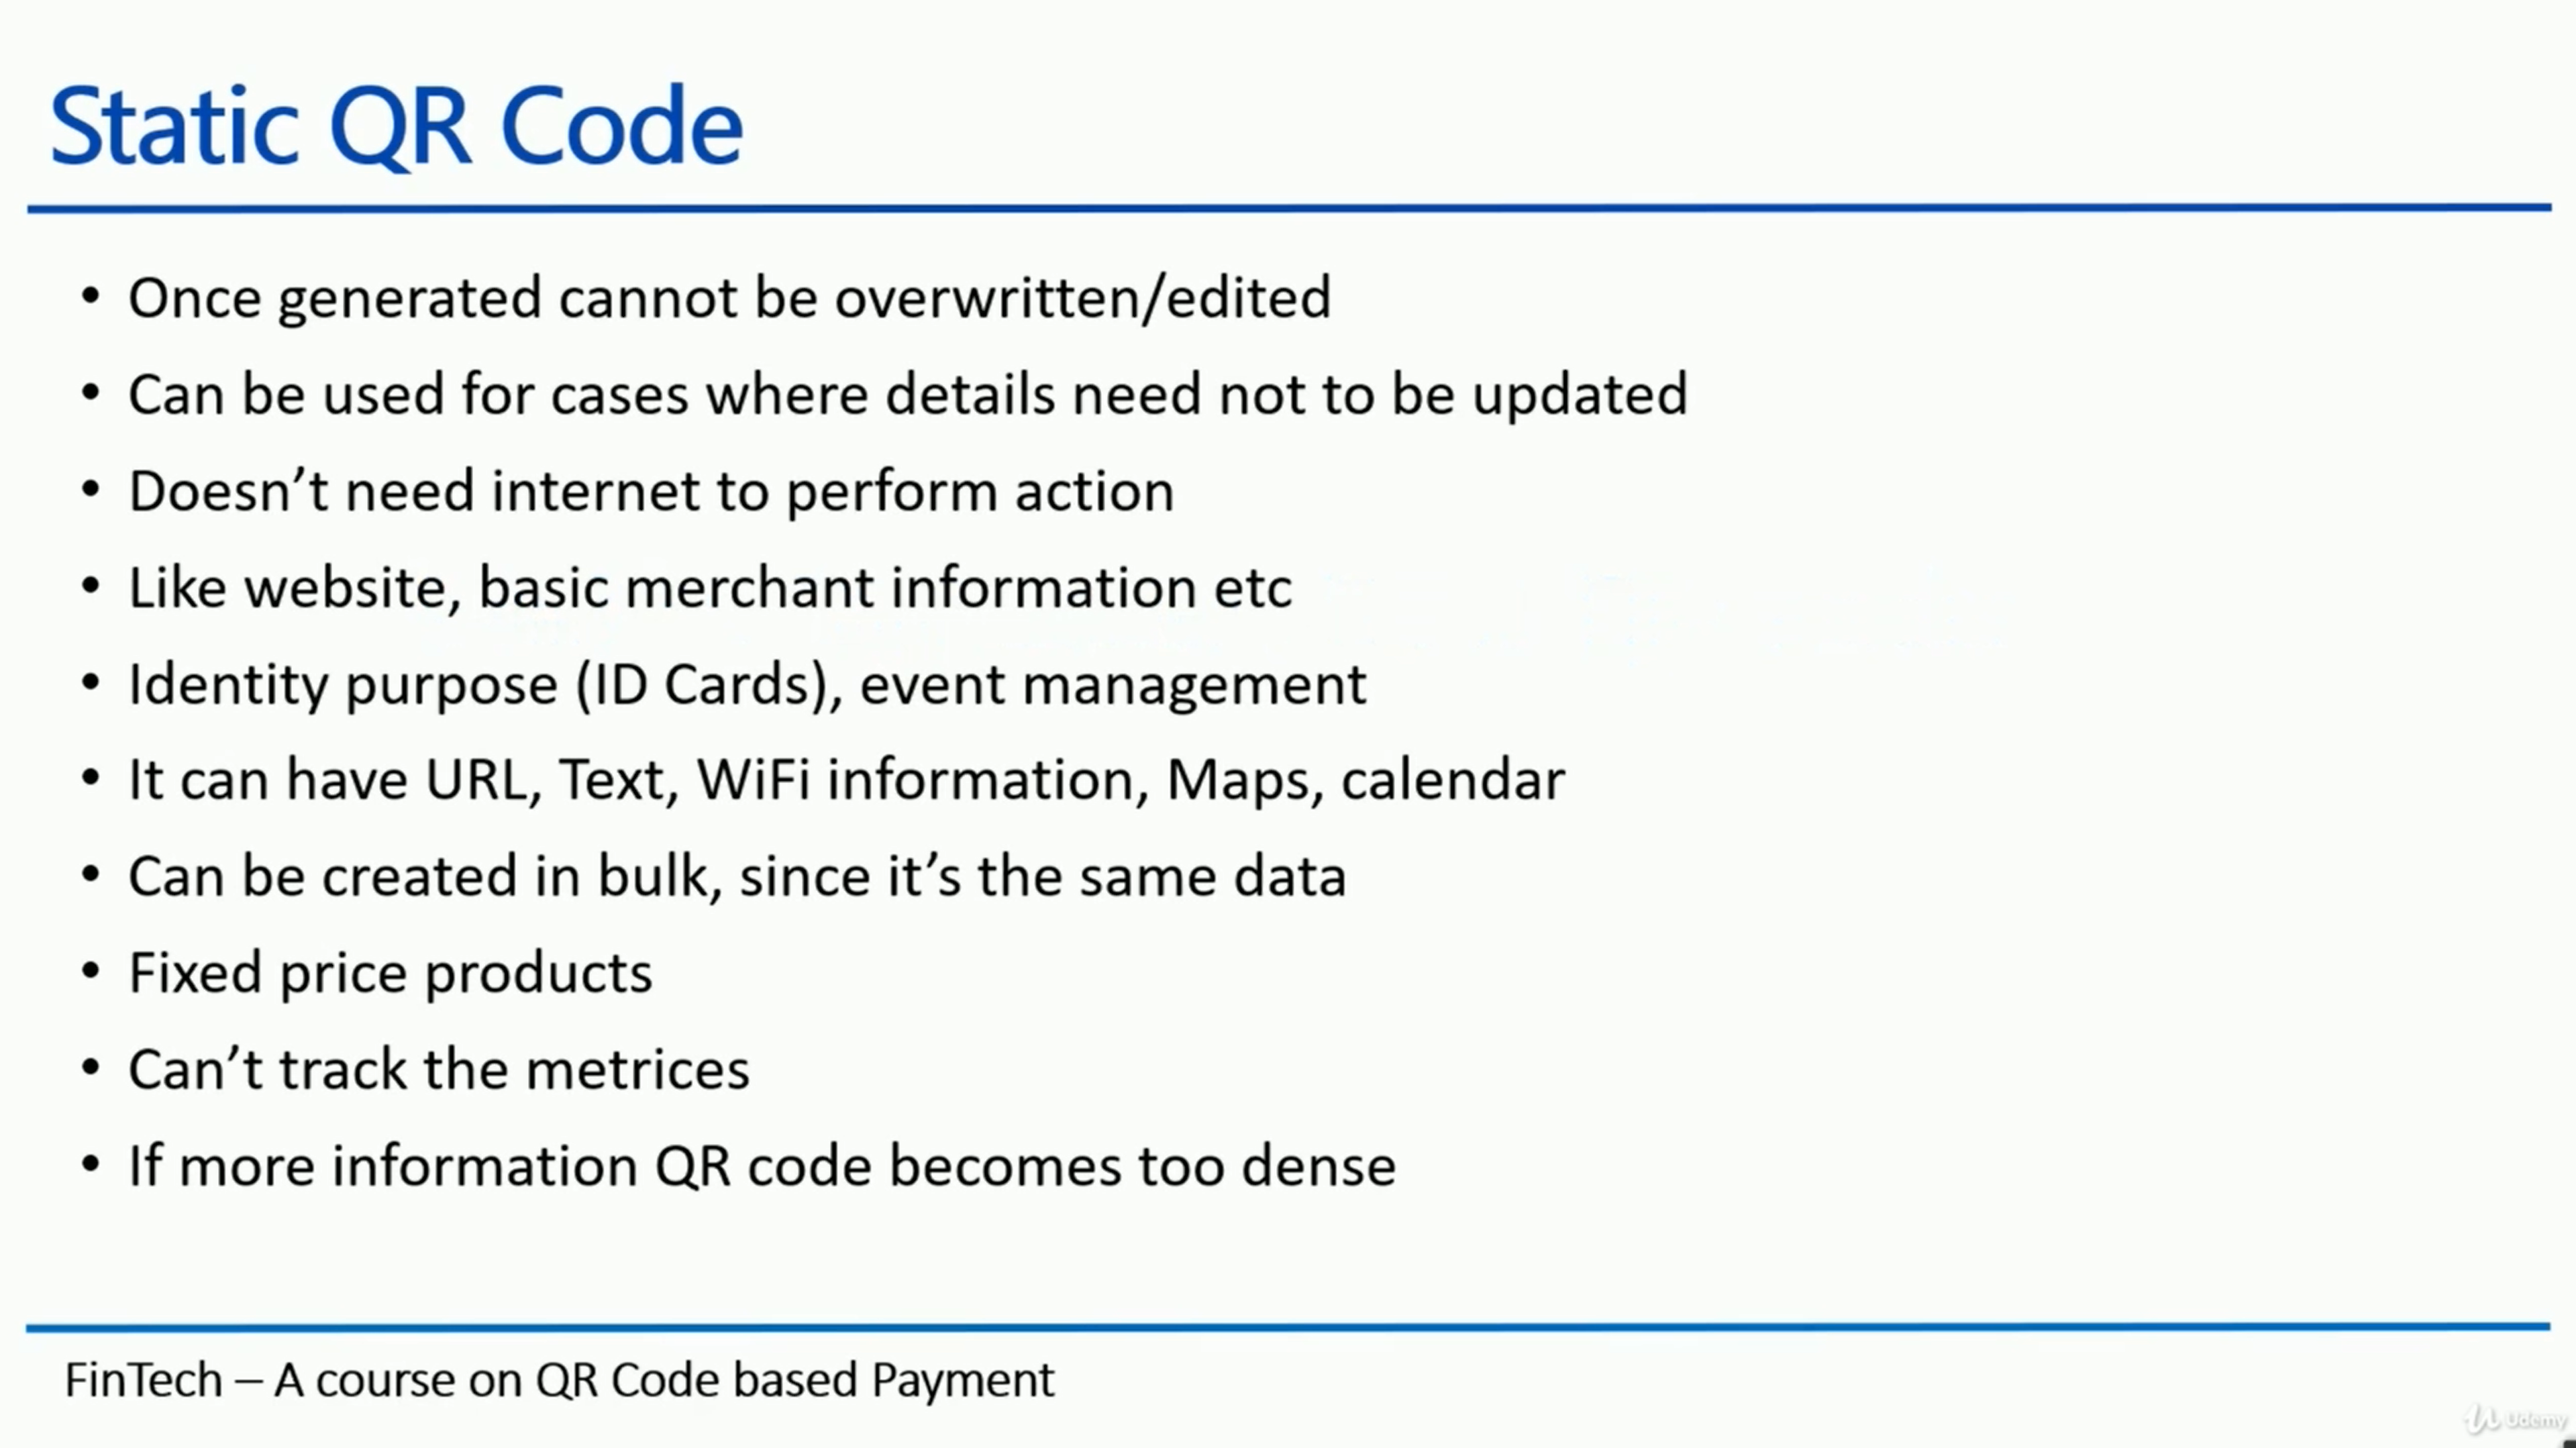 Static QR Code
• Once generated cannot be overwritten/edited
• Can be used for cases where details need not to be updated
• Doesn’t need internet to perform action
• Like website, basic merchant information etc
• Identity purpose (ID Cards), event management
• It can have URL, Text, WiFi information, Maps, calendar
• Can be created in bulk, since it’s the same data
• Fixed price products
• Can’t track the metrices
• If more information QR code becomes too dense
FinTech – A course on QR Code based Payment
Udemy